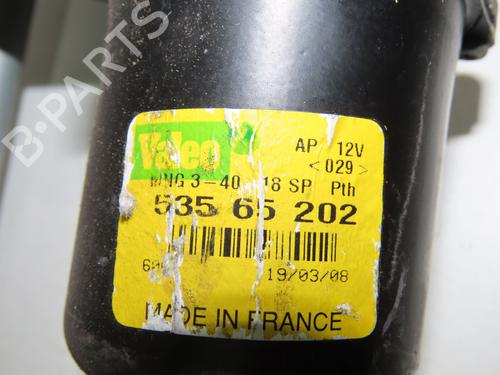 Valeo
AP 12V
<029>
3-40 18 SP Pth
535 65 202
19/03/08
MADE IN FRANCE
B-PARTS